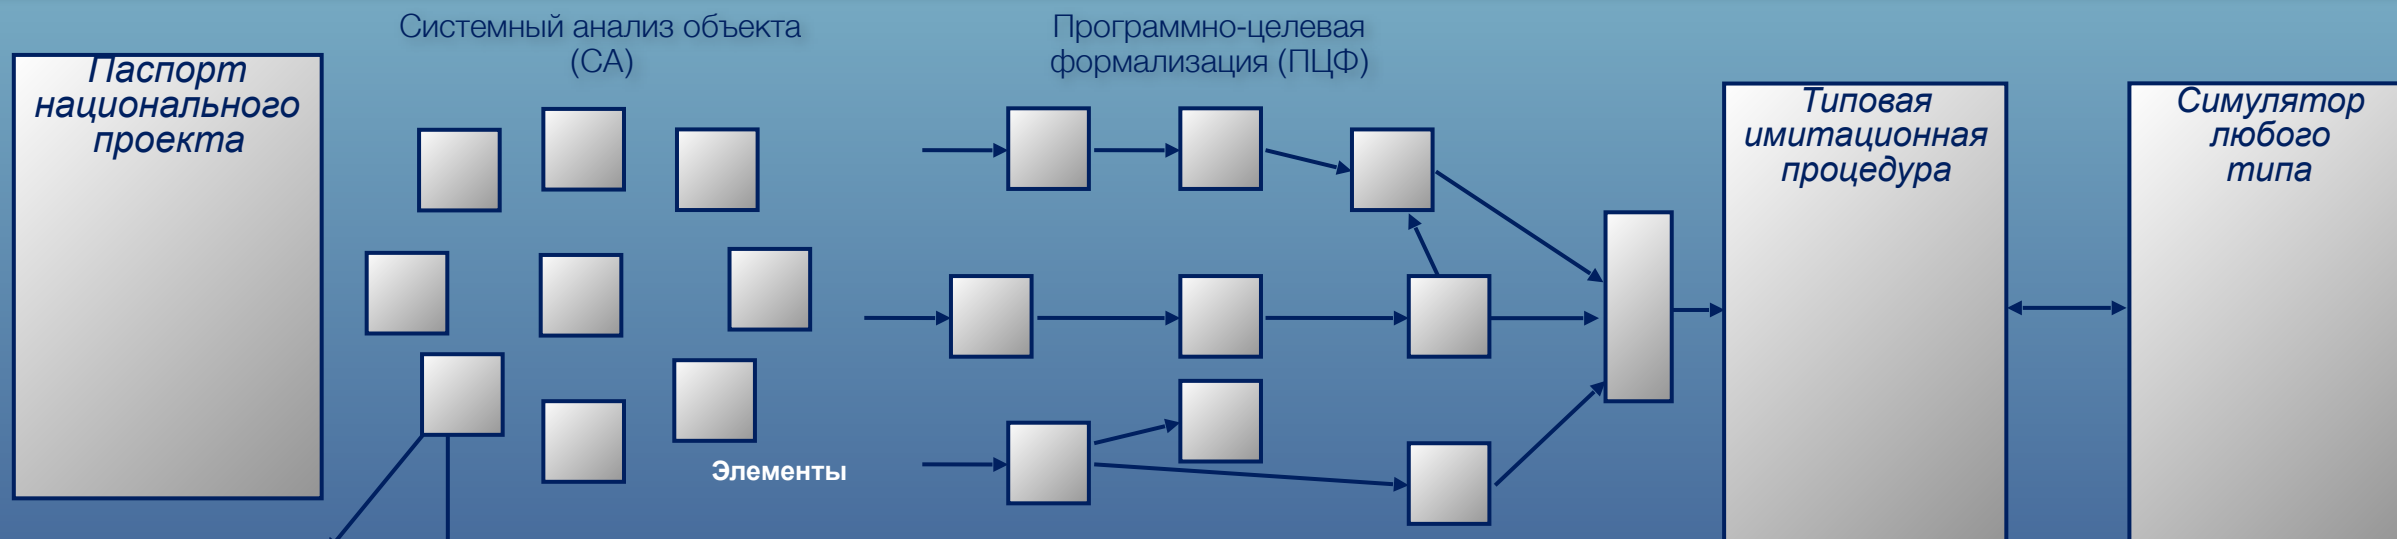 Системный анализ объекта
(СА)
Программно-целевая
формализация (ПЦФ)
Паспорт
национального
проекта
Типовая
имитационная
процедура
Симулятор
любого
типа
Элементы